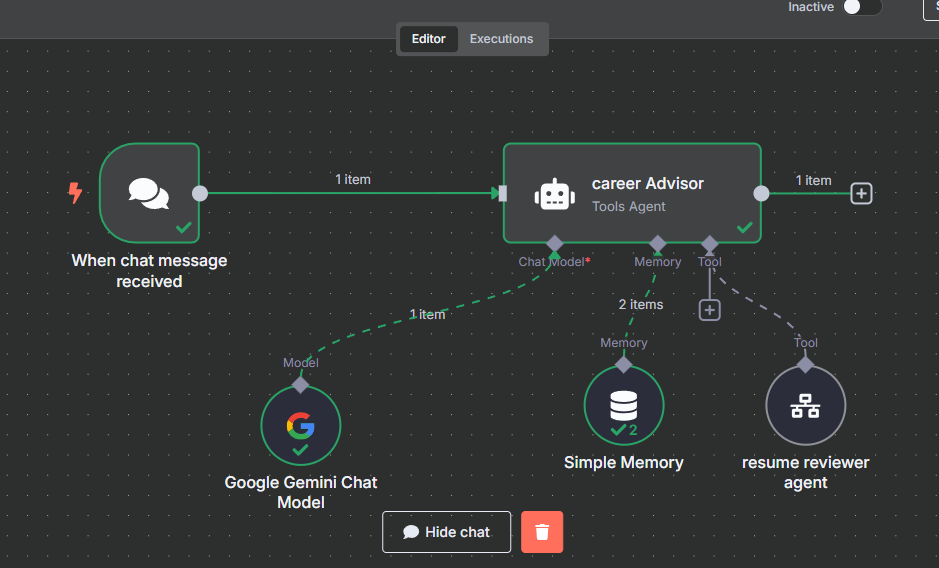 Inactive
S
Editor
Executions
1 item
career Advisor
Tools Agent
1 item
When chat message
received
Chat Model*
Memory
Tool
2 items
1 item
Memory
Tool
Model
2
Simple Memory
resume reviewer
agent
Google Gemini Chat
Model
Hide chat